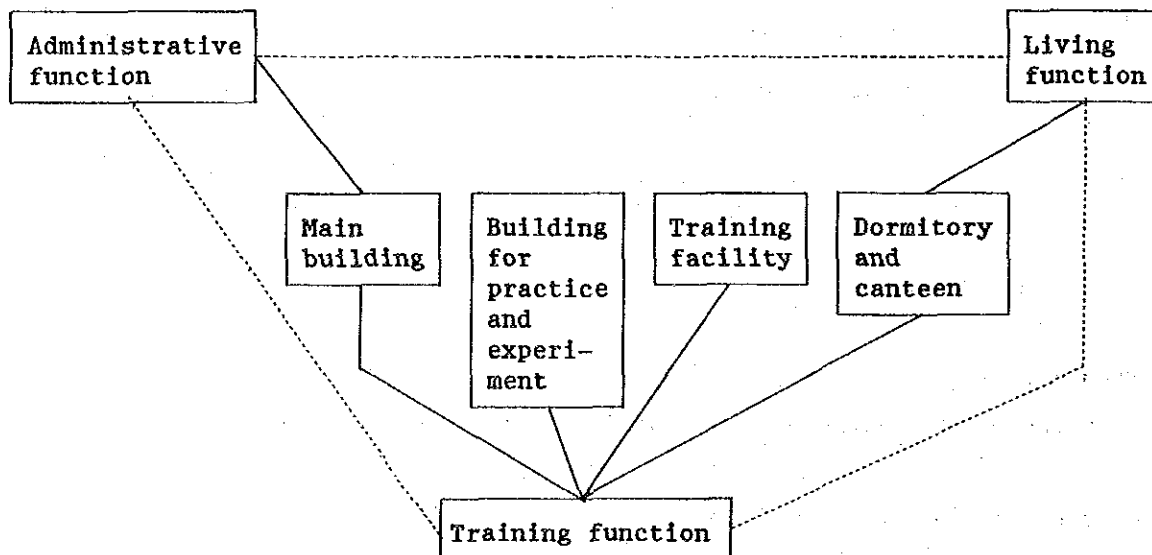 Administrative
function
Living
function
Main
building
Building
for
practice
and
experi-
ment
Training
facility
Dormitory
and
canteen
Training function